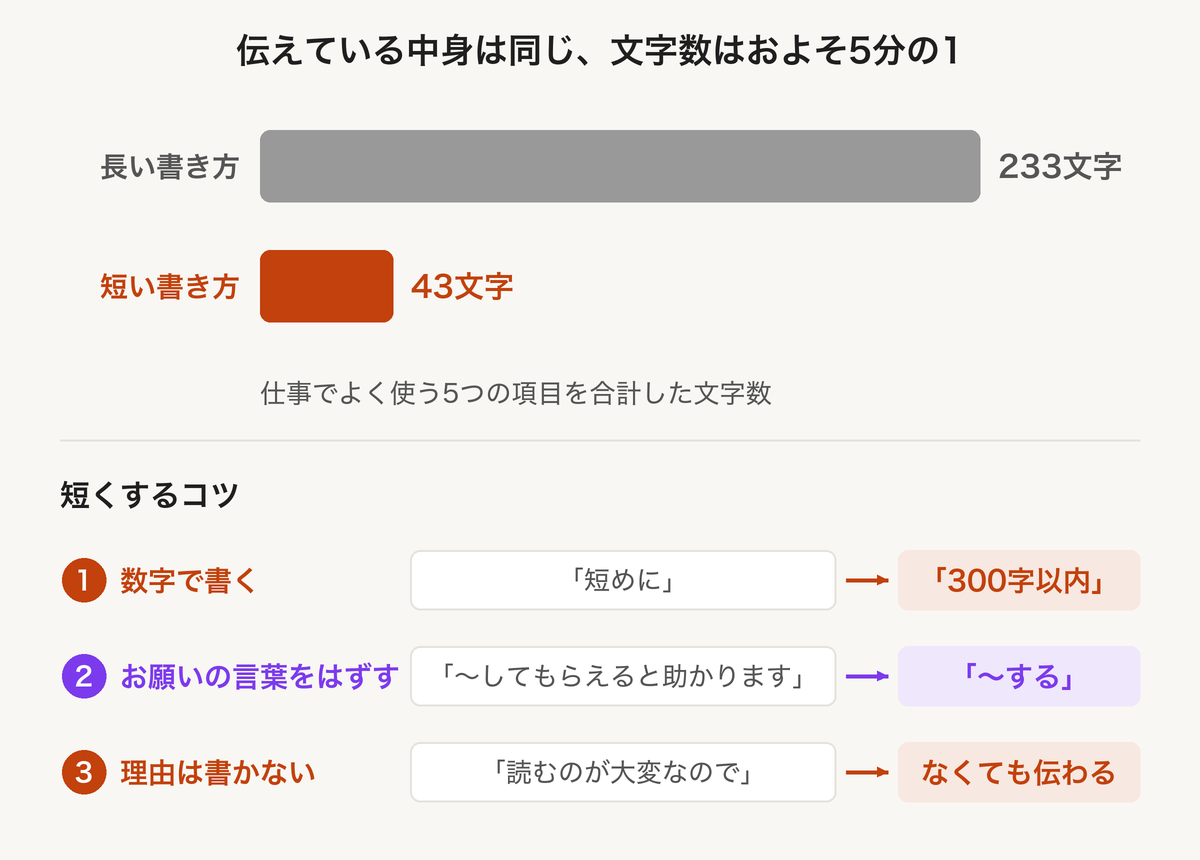 伝えている中身は同じ、文字数はおよそ5分の1
長い書き方 233文字
短い書き方 43文字
仕事でよく使う5つの項目を合計した文字数
短くするコツ
1 数字で書く 「短めに」 「300字以内」
2 お願いの言葉をはずす 「〜してもらえると助かります」 「〜する」
3 理由は書かない 「読むのが大変なので」 なくても伝わる